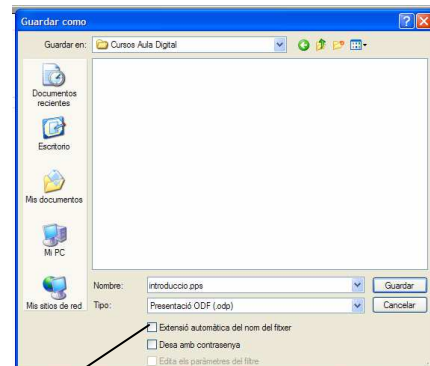 Guardar como
Guardar en: Cursos Aula Digital
Documentos
recientes
Escritorio
Mis documentos
Mi PC
Mis sitios de red
Nombre: introduccio.pps Guardar
Tipo: Presentació ODF (.odp) Cancelar
Extensió automàtica del nom del fitxer
Desa amb contrasenya
Edita els paràmetres del filtre